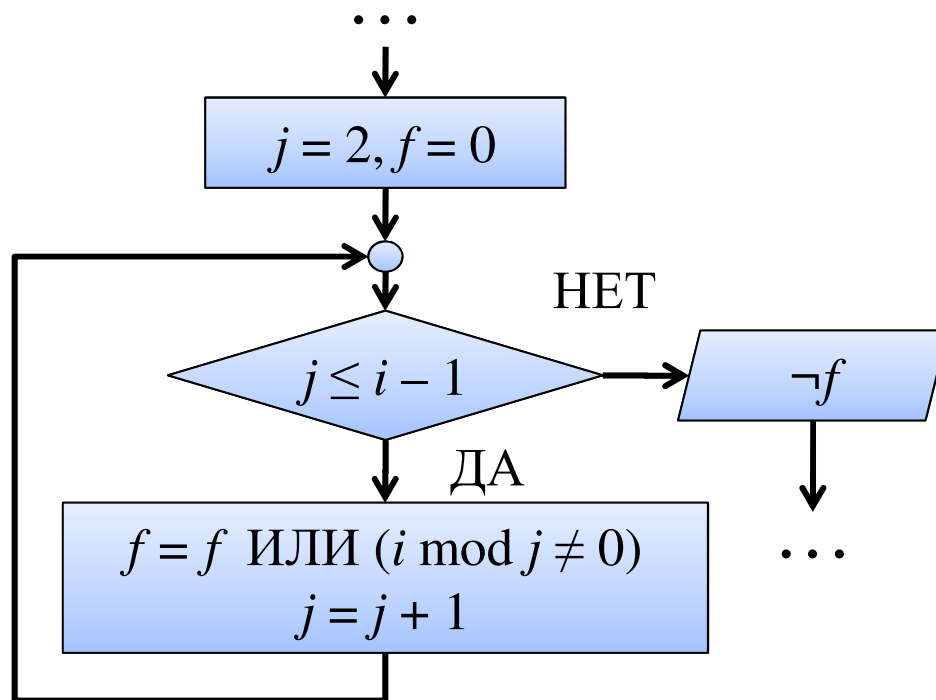 ...
j = 2, f = 0
НЕТ
j ≤ i – 1
¬f
ДА
f = f ИЛИ (i mod j ≠ 0)
j = j + 1
...